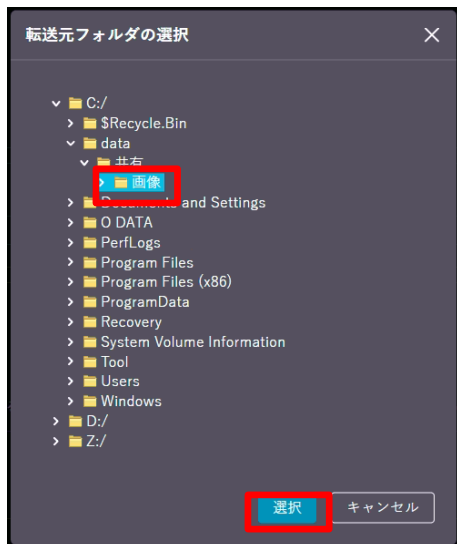 転送元フォルダの選択
C:/
$Recycle.Bin
data
共有
画像
Documents and Settings
O DATA
PerfLogs
Program Files
Program Files (x86)
ProgramData
Recovery
System Volume Information
Tool
Users
Windows
D:/
Z:/
選択 キャンセル